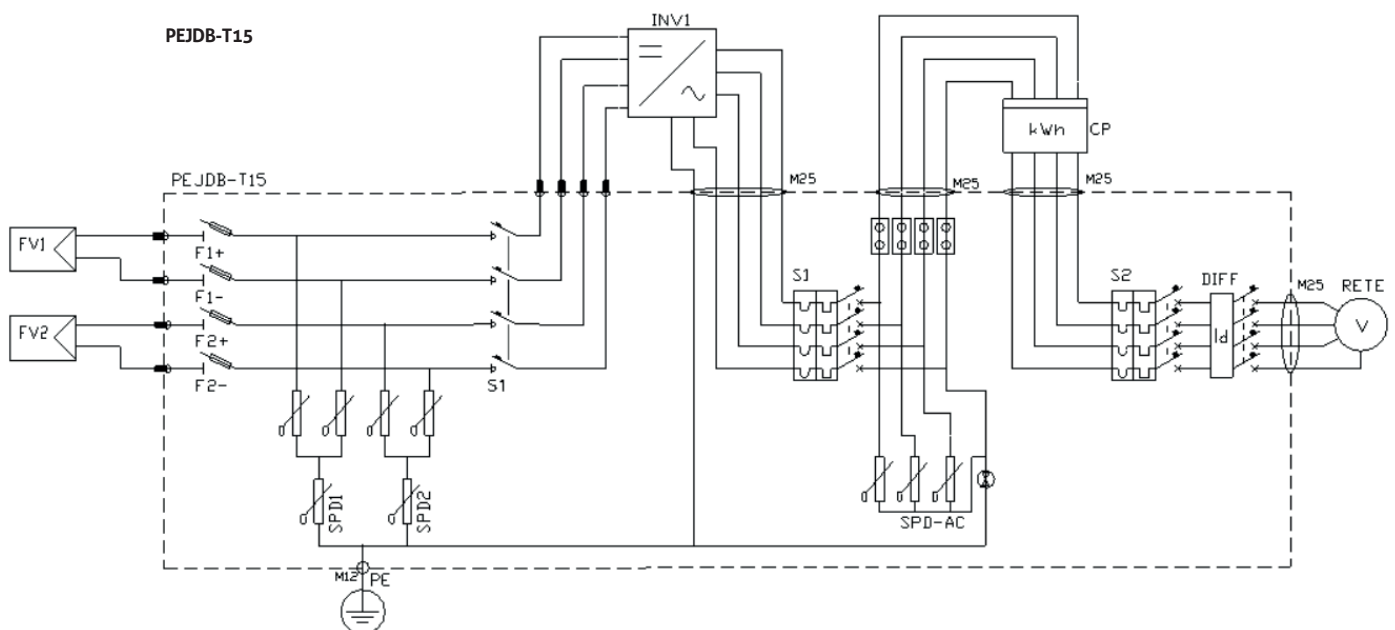 PEJDB-T15
INV1
kWh
CP
PEJDB-T15
M25
M25
M25
FV1
F1+
F1-
FV2
F2+
F2-
S1
S1
S2
DIFF
Id
M25
RETE
V
SPD1
SPD2
SPD-AC
M12
PE